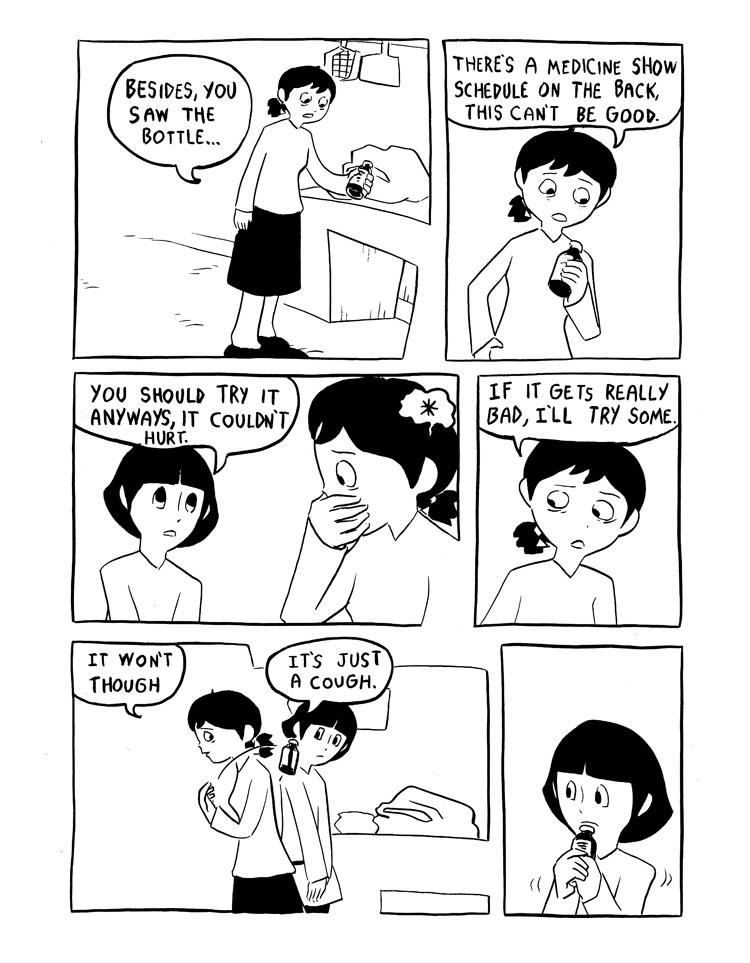 BESIDES, YOU
SAW THE
BOTTLE...
THERE'S A MEDICINE SHOW
SCHEDULE ON THE BACK,
THIS CAN'T BE GOOD.
YOU SHOULD TRY IT
ANYWAYS, IT COULDN'T
HURT.
IF IT GETS REALLY
BAD, I'LL TRY SOME.
IT WON'T
THOUGH
IT'S JUST
A COUGH.